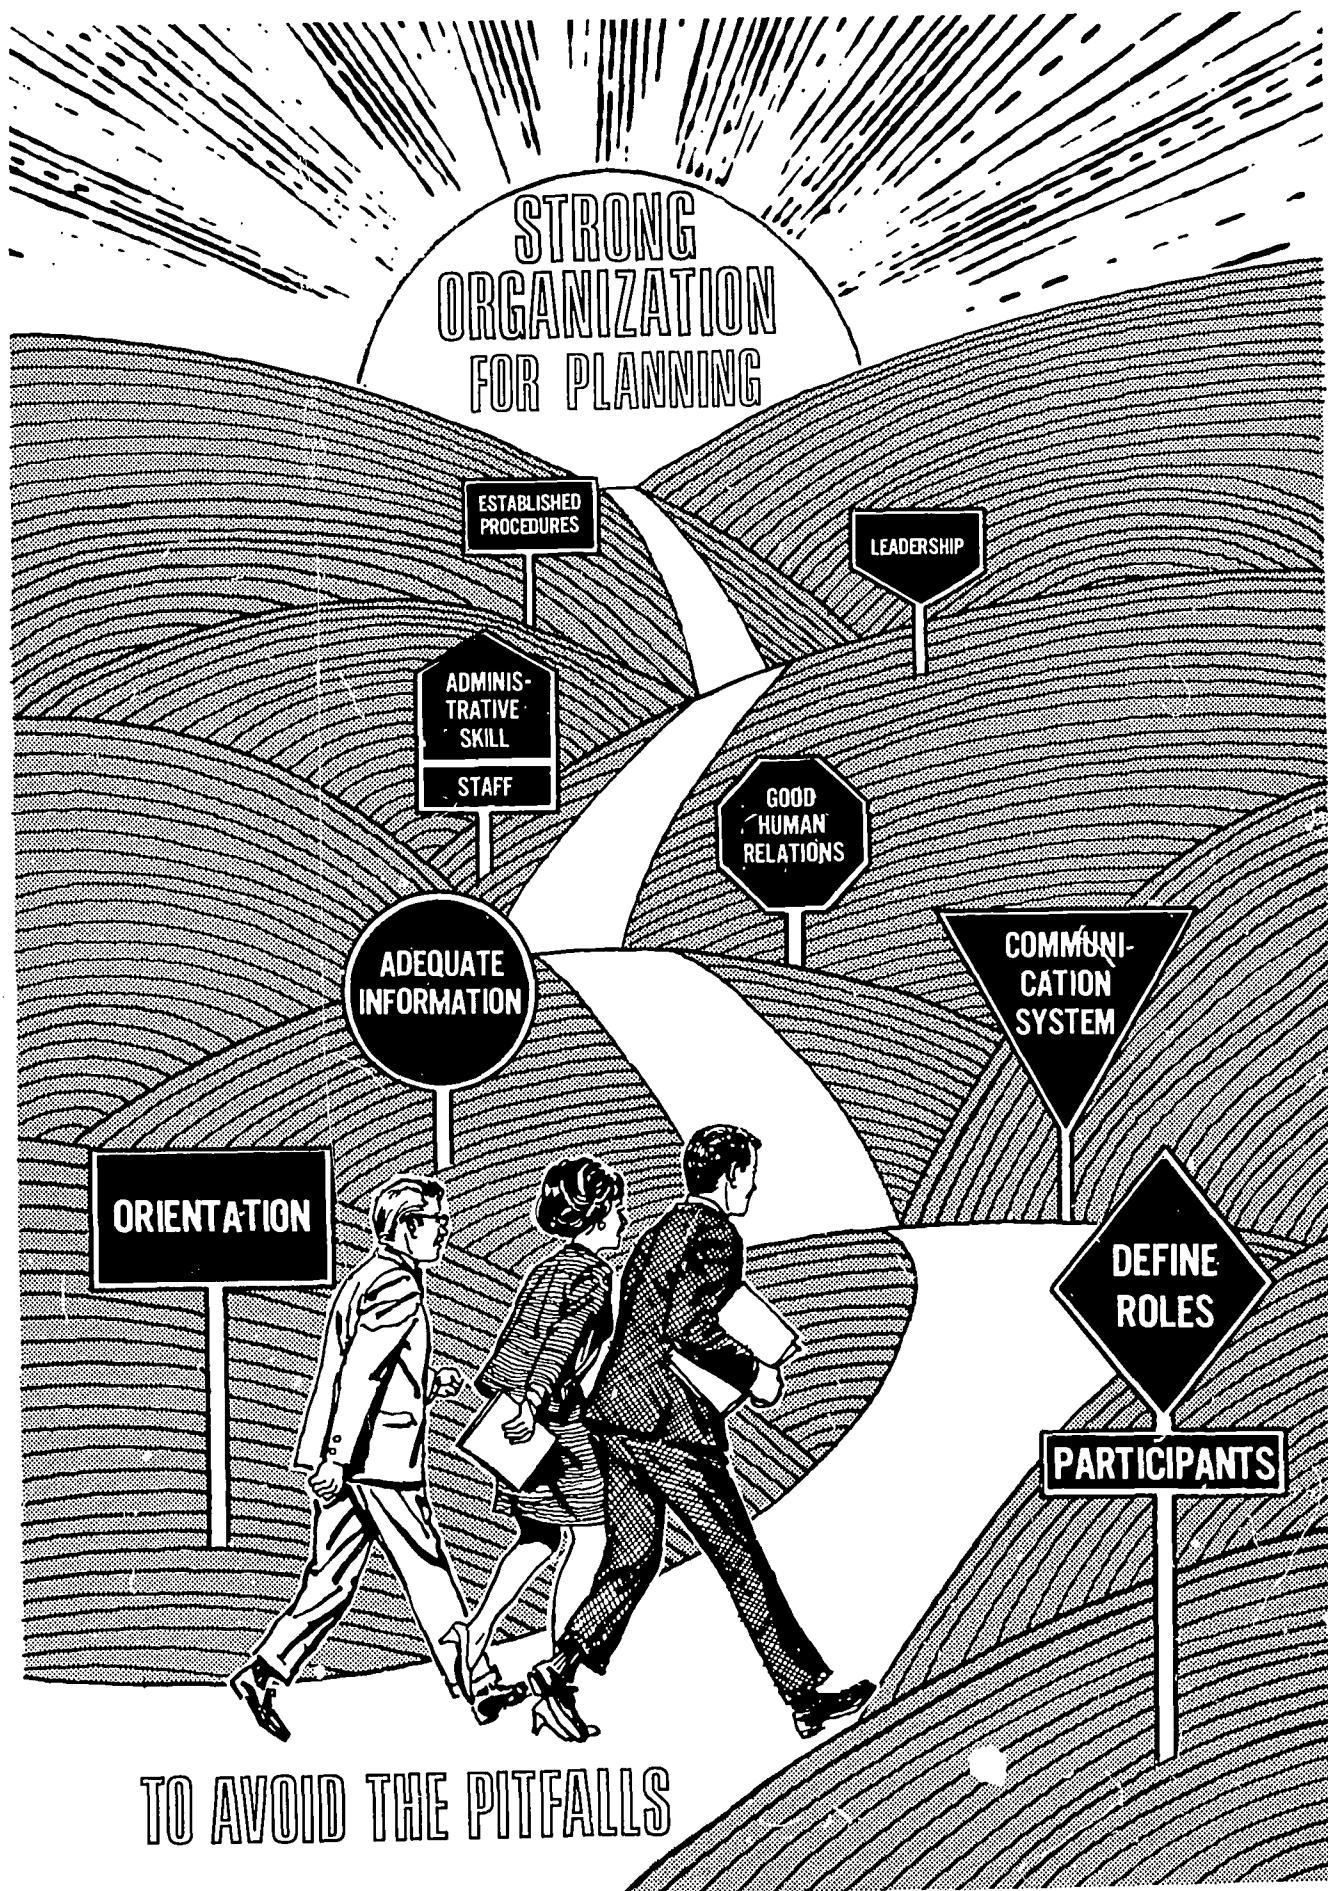 STRONG
ORGANIZATION
FOR PLANNING
ESTABLISHED
PROCEDURES
LEADERSHIP
ADMINIS-
TRATIVE
SKILL
STAFF
GOOD
HUMAN
RELATIONS
ADEQUATE
INFORMATION
COMMUNI-
CATION
SYSTEM
ORIENTATION
DEFINE
ROLES
PARTICIPANTS
TO AVOID THE PITFALLS